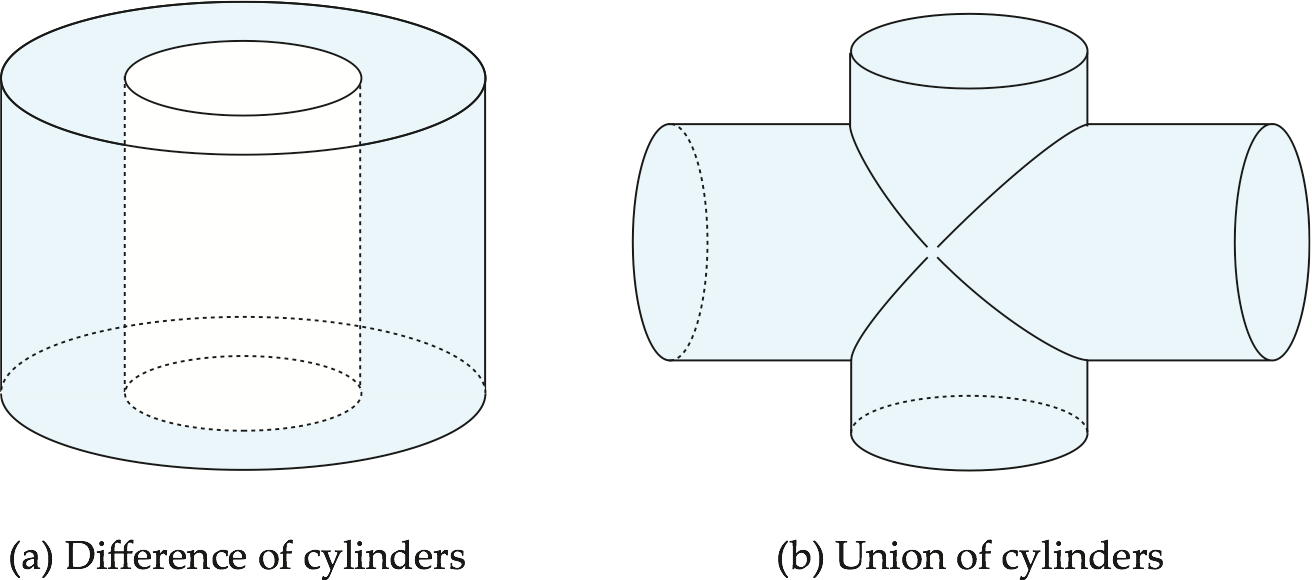 (a) Difference of cylinders
(b) Union of cylinders